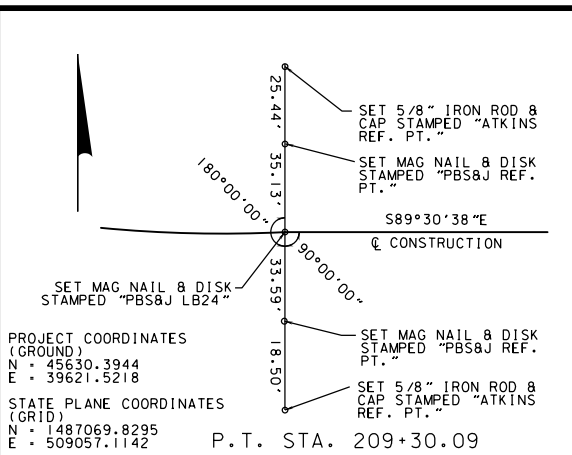 25.44'
SET 5/8" IRON ROD &
CAP STAMPED "ATKINS
REF. PT."
35.13'
SET MAG NAIL & DISK
STAMPED "PBS&J REF.
PT."
180°00'00"
S89°30'38"E
℄ CONSTRUCTION
90°00'00"
SET MAG NAIL & DISK
STAMPED "PBS&J LB24"
33.59'
SET MAG NAIL & DISK
STAMPED "PBS&J REF.
PT."
18.50'
SET 5/8" IRON ROD &
CAP STAMPED "ATKINS
REF. PT."
PROJECT COORDINATES
(GROUND)
N = 45630.3944
E = 39621.5218
STATE PLANE COORDINATES
(GRID)
N = 1487069.8295
E = 509057.1142
P.T. STA. 209+30.09